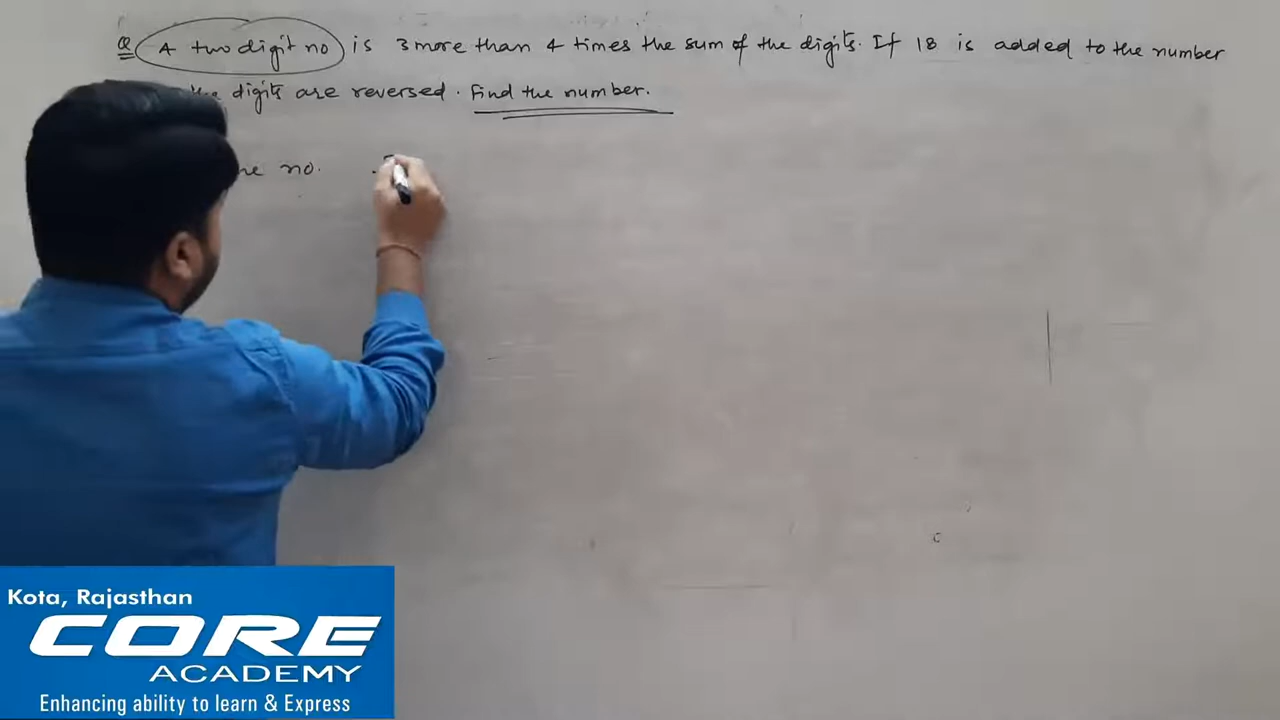 Q A two digit no is 3 more than 4 times the sum of the digits. If 18 is added to the number
the digits are reversed. Find the number.
no.
Kota, Rajasthan
CORE
ACADEMY
Enhancing ability to learn & Express